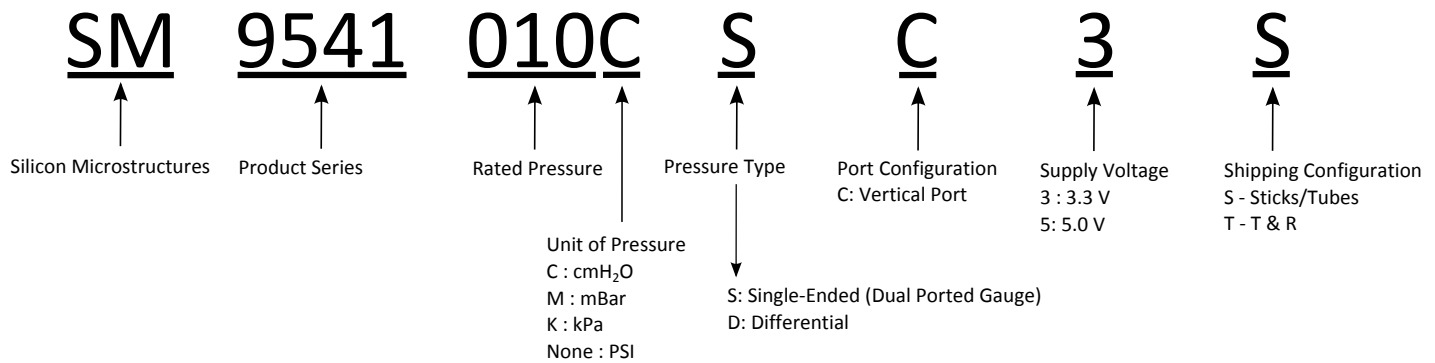 SM 9541 010C S C 3 S
Silicon Microstructures
Product Series
Rated Pressure
Unit of Pressure
C : cmH₂O
M : mBar
K : kPa
None : PSI
Pressure Type
S: Single-Ended (Dual Ported Gauge)
D: Differential
Port Configuration
C: Vertical Port
Supply Voltage
3 : 3.3 V
5: 5.0 V
Shipping Configuration
S - Sticks/Tubes
T - T & R